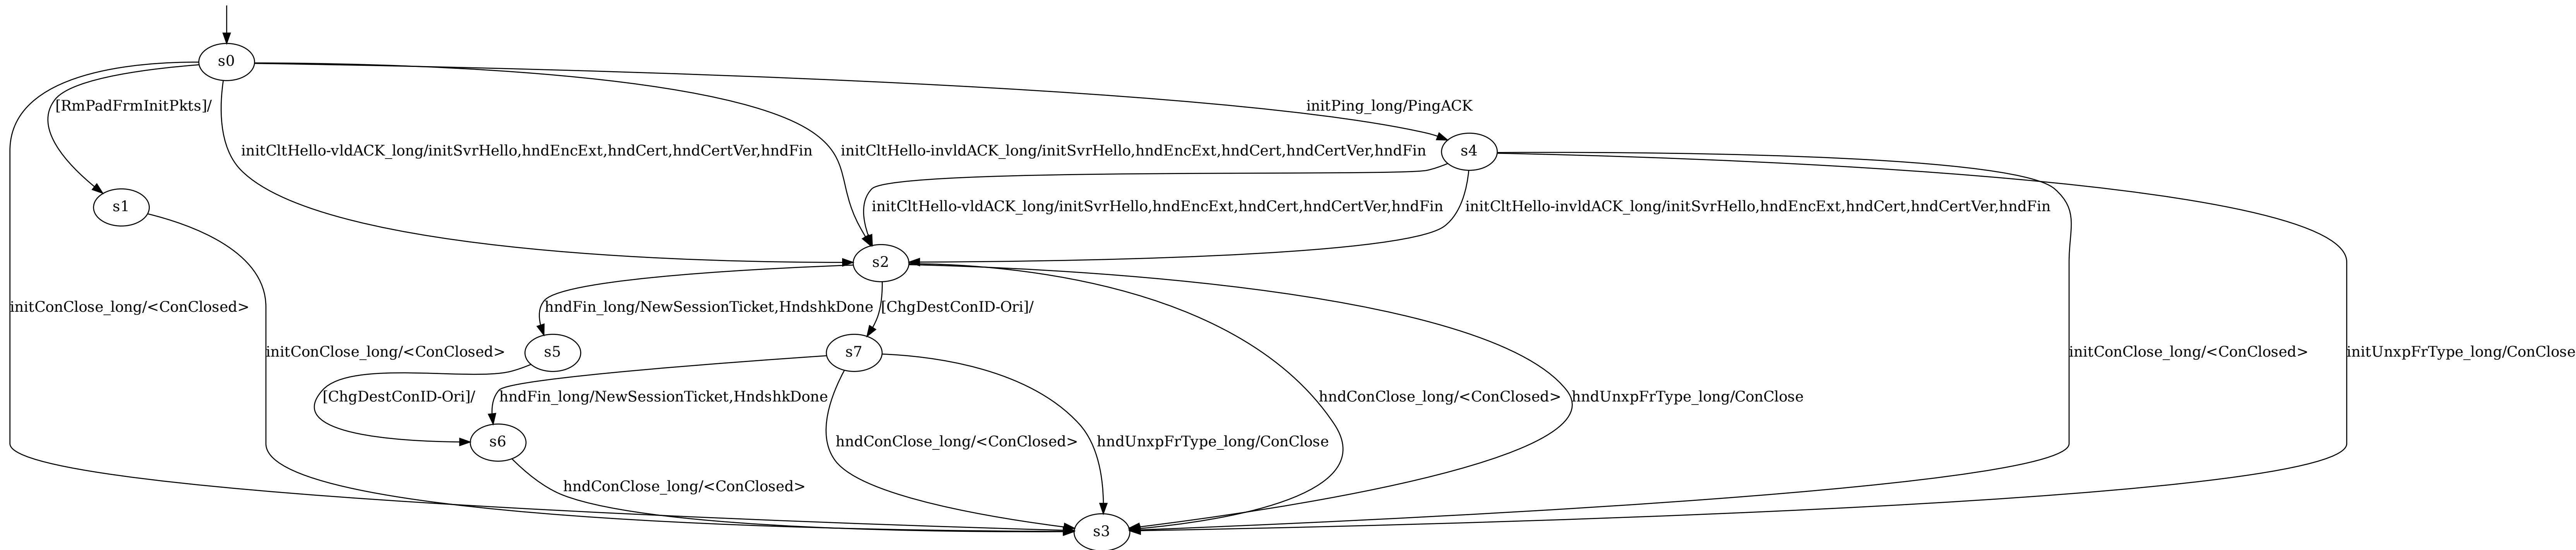 s0
[RmPadFrmInitPkts]/
initPing_long/PingACK
initCltHello-vldACK_long/initSvrHello,hndEncExt,hndCert,hndCertVer,hndFin
initCltHello-invldACK_long/initSvrHello,hndEncExt,hndCert,hndCertVer,hndFin
s4
s1
initCltHello-vldACK_long/initSvrHello,hndEncExt,hndCert,hndCertVer,hndFin
initCltHello-invldACK_long/initSvrHello,hndEncExt,hndCert,hndCertVer,hndFin
s2
initConClose_long/<ConClosed>
hndFin_long/NewSessionTicket,HndshkDone
[ChgDestConID-Ori]/
initConClose_long/<ConClosed>
s5
s7
initConClose_long/<ConClosed>
initUnxpFrType_long/ConClose
[ChgDestConID-Ori]/
hndFin_long/NewSessionTicket,HndshkDone
hndConClose_long/<ConClosed>
hndUnxpFrType_long/ConClose
s6
hndConClose_long/<ConClosed>
hndUnxpFrType_long/ConClose
hndConClose_long/<ConClosed>
s3